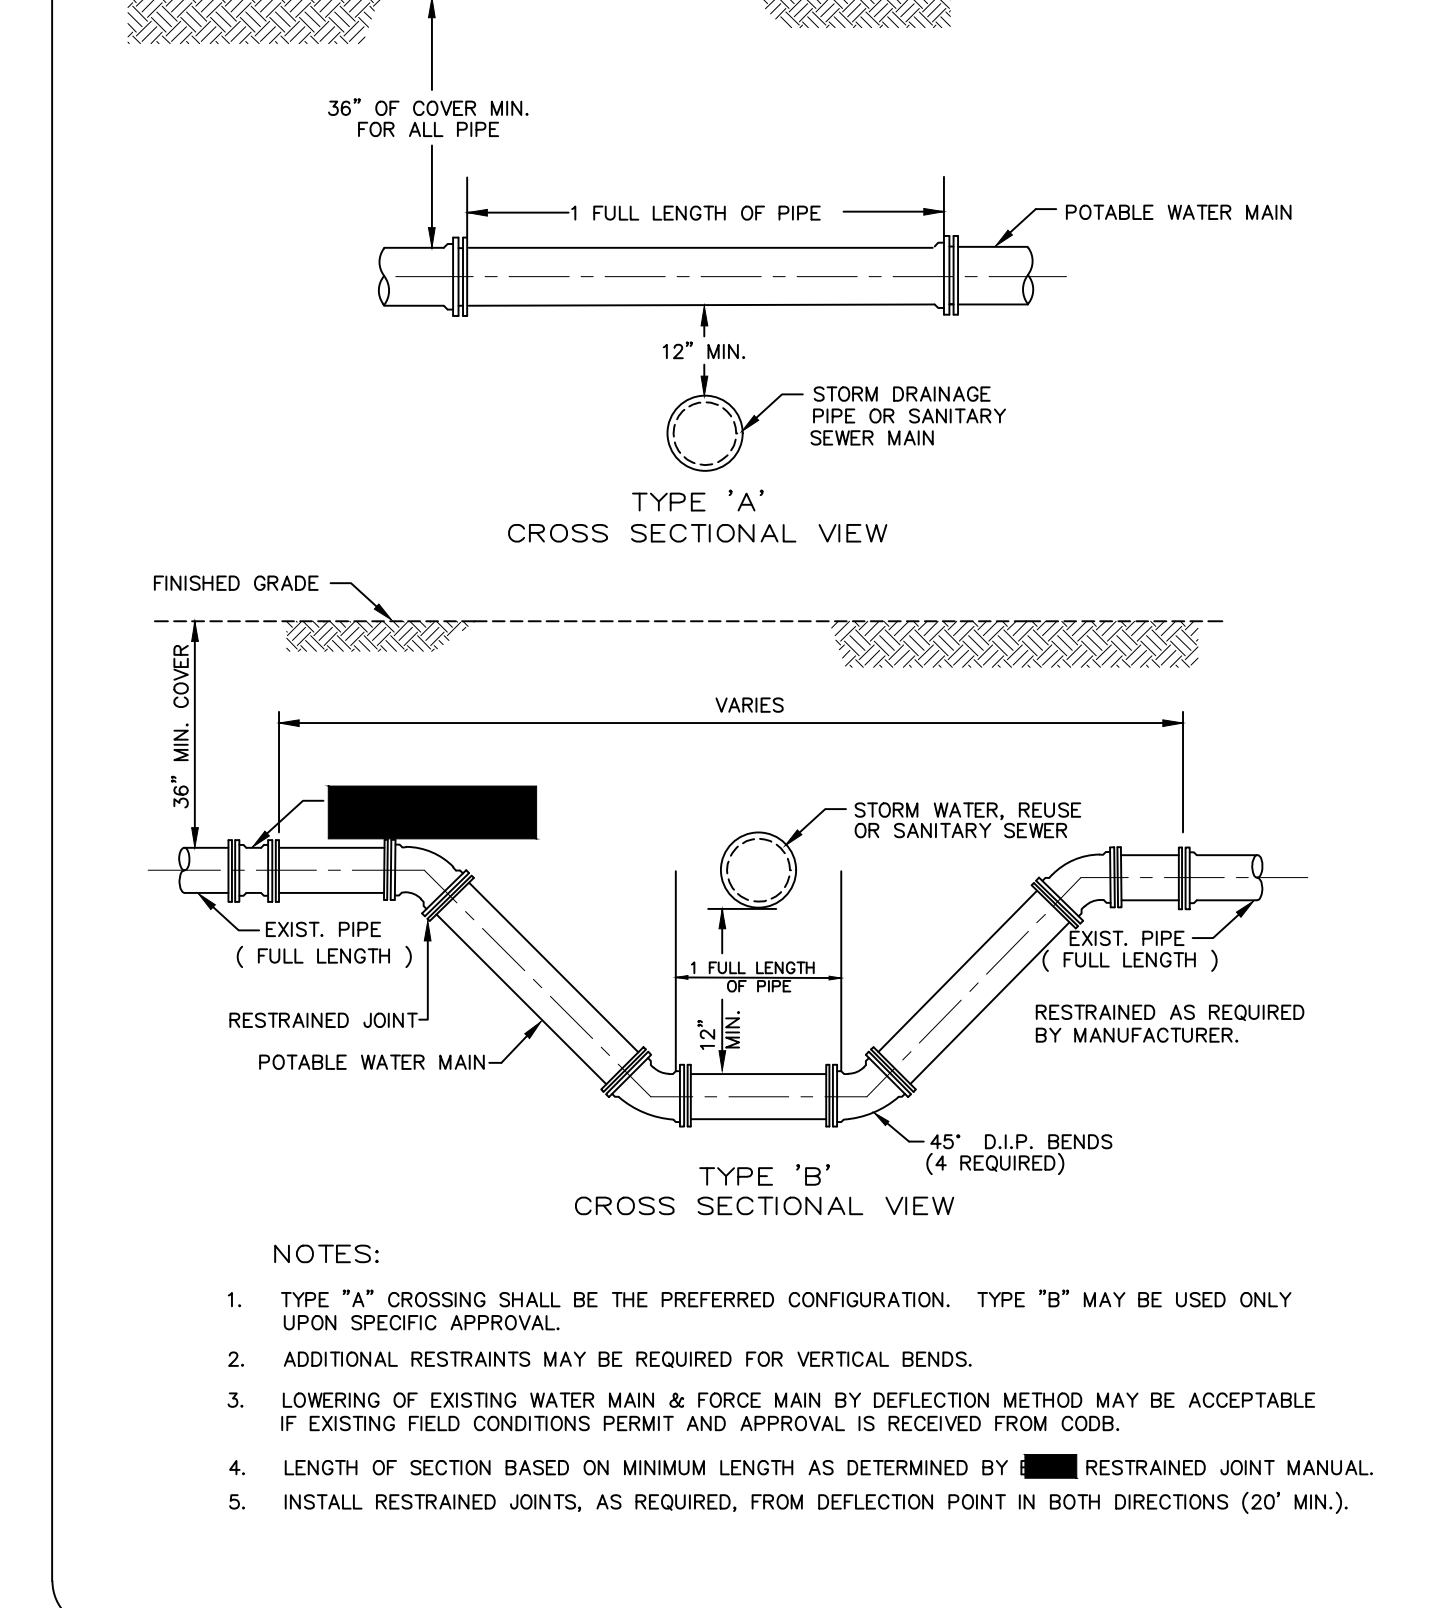 36" OF COVER MIN.
FOR ALL PIPE
1 FULL LENGTH OF PIPE
POTABLE WATER MAIN
12" MIN.
STORM DRAINAGE
PIPE OR SANITARY
SEWER MAIN
TYPE 'A'
CROSS SECTIONAL VIEW
FINISHED GRADE
36" MIN. COVER
VARIES
STORM WATER, REUSE
OR SANITARY SEWER
EXIST. PIPE
( FULL LENGTH )
EXIST. PIPE
( FULL LENGTH )
1 FULL LENGTH
OF PIPE
12"
MIN.
RESTRAINED JOINT
RESTRAINED AS REQUIRED
BY MANUFACTURER.
POTABLE WATER MAIN
45° D.I.P. BENDS
(4 REQUIRED)
TYPE 'B'
CROSS SECTIONAL VIEW
NOTES:
1. TYPE "A" CROSSING SHALL BE THE PREFERRED CONFIGURATION. TYPE "B" MAY BE USED ONLY
UPON SPECIFIC APPROVAL.
2. ADDITIONAL RESTRAINTS MAY BE REQUIRED FOR VERTICAL BENDS.
3. LOWERING OF EXISTING WATER MAIN & FORCE MAIN BY DEFLECTION METHOD MAY BE ACCEPTABLE
IF EXISTING FIELD CONDITIONS PERMIT AND APPROVAL IS RECEIVED FROM CODB.
4. LENGTH OF SECTION BASED ON MINIMUM LENGTH AS DETERMINED BY RESTRAINED JOINT MANUAL.
5. INSTALL RESTRAINED JOINTS, AS REQUIRED, FROM DEFLECTION POINT IN BOTH DIRECTIONS (20' MIN.).